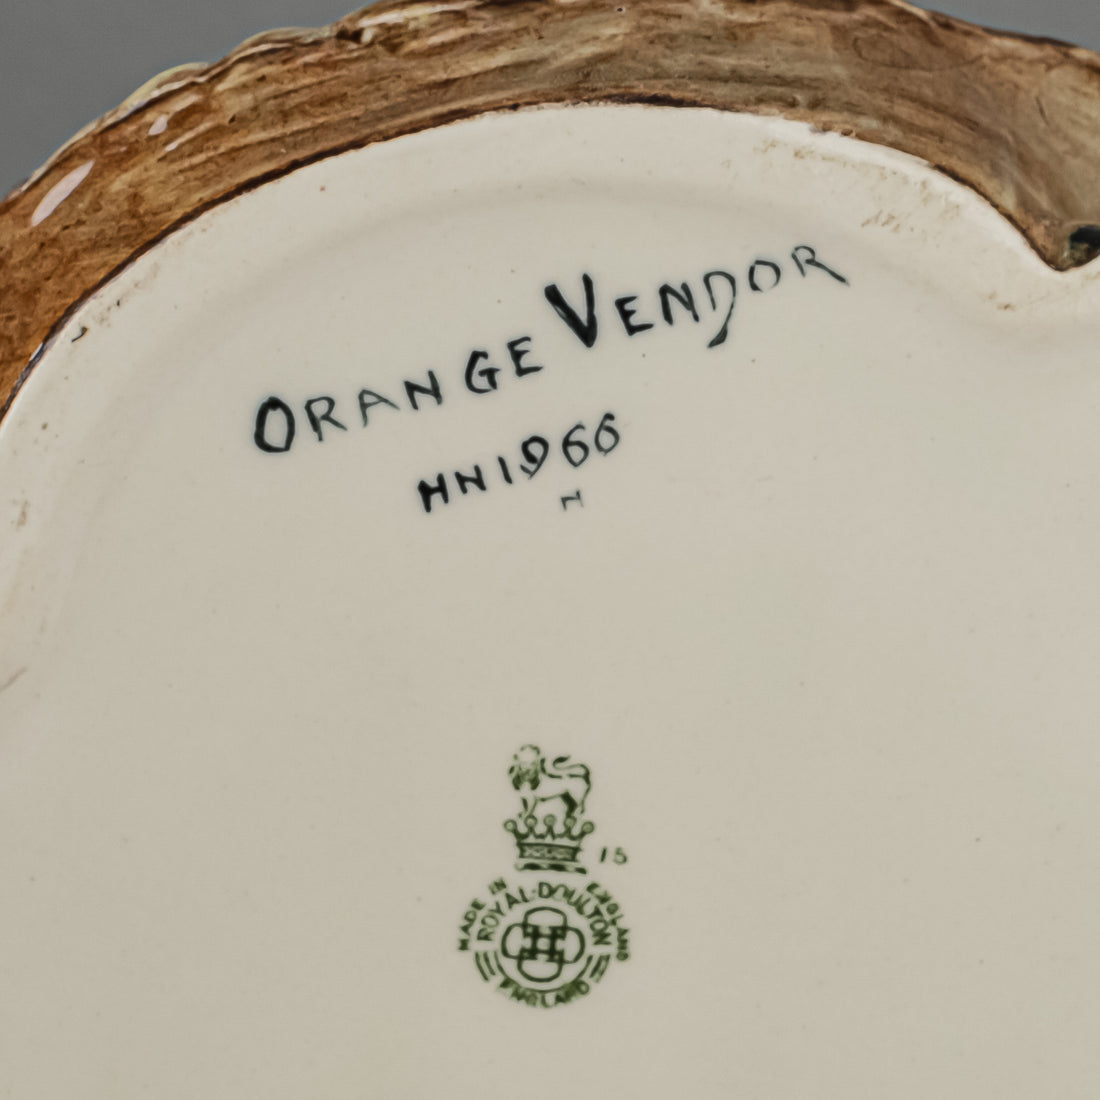 ORANGE VENDOR
HN1966
N
15
MADE IN ENGLAND
ROYAL·DOULTON
ENGLAND